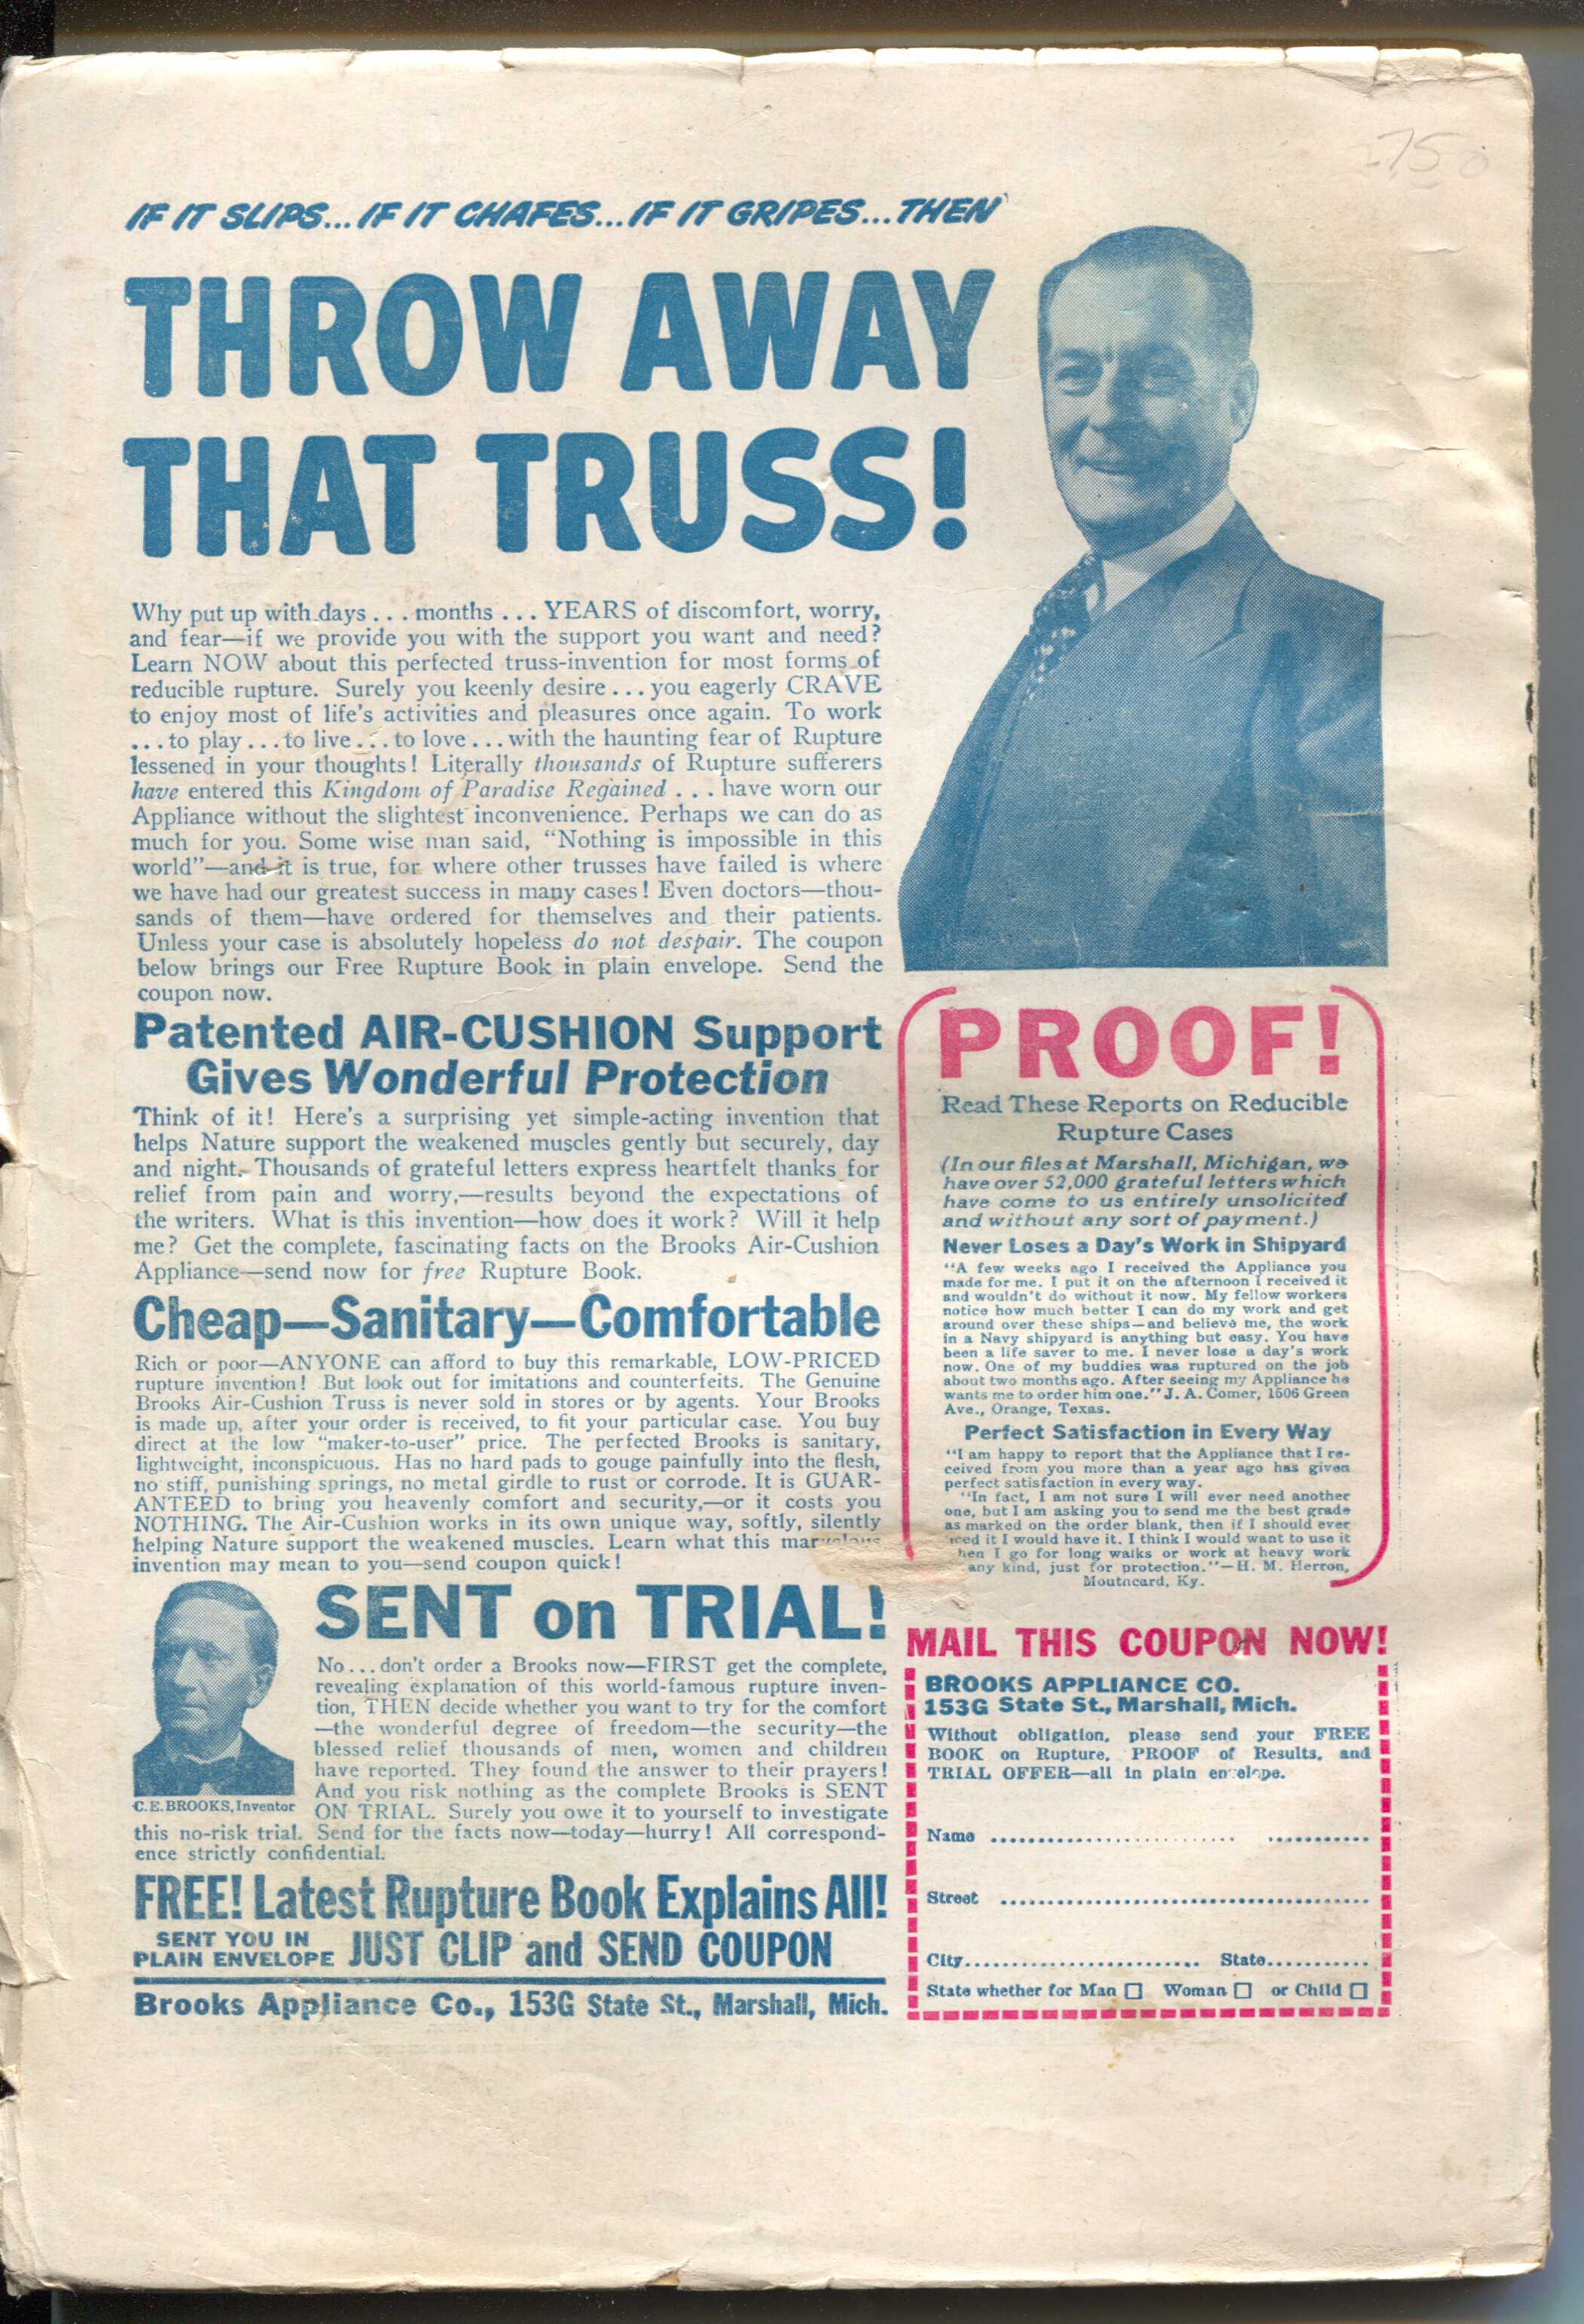 75
IF IT SLIPS...IF IT CHAFES...IF IT GRIPES...THEN
THROW AWAY
THAT TRUSS!
Why put up with days . . . months . . . YEARS of discomfort, worry,
and fear—if we provide you with the support you want and need?
Learn NOW about this perfected truss-invention for most forms of
reducible rupture. Surely you keenly desire . . . you eagerly CRAVE
to enjoy most of life's activities and pleasures once again. To work
. . . to play . . . to live . . . to love . . . with the haunting fear of Rupture
lessened in your thoughts! Literally thousands of Rupture sufferers
have entered this Kingdom of Paradise Regained . . . have worn our
Appliance without the slightest inconvenience. Perhaps we can do as
much for you. Some wise man said, "Nothing is impossible in this
world"—and it is true, for where other trusses have failed is where
we have had our greatest success in many cases! Even doctors—thou-
sands of them—have ordered for themselves and their patients.
Unless your case is absolutely hopeless do not despair. The coupon
below brings our Free Rupture Book in plain envelope. Send the
coupon now.
Patented AIR-CUSHION Support
Gives Wonderful Protection
Think of it! Here's a surprising yet simple-acting invention that
helps Nature support the weakened muscles gently but securely, day
and night. Thousands of grateful letters express heartfelt thanks for
relief from pain and worry,—results beyond the expectations of
the writers. What is this invention—how does it work? Will it help
me? Get the complete, fascinating facts on the Brooks Air-Cushion
Appliance—send now for free Rupture Book.
Cheap—Sanitary—Comfortable
Rich or poor—ANYONE can afford to buy this remarkable, LOW-PRICED
rupture invention! But look out for imitations and counterfeits. The Genuine
Brooks Air-Cushion Truss is never sold in stores or by agents. Your Brooks
is made up, after your order is received, to fit your particular case. You buy
direct at the low "maker-to-user" price. The perfected Brooks is sanitary,
lightweight, inconspicuous. Has no hard pads to gouge painfully into the flesh,
no stiff, punishing springs, no metal girdle to rust or corrode. It is GUAR-
ANTEED to bring you heavenly comfort and security,—or it costs you
NOTHING. The Air-Cushion works in its own unique way, softly, silently
helping Nature support the weakened muscles. Learn what this marvelous
invention may mean to you—send coupon quick!
C. E. BROOKS, Inventor
SENT on TRIAL!
No . . . don't order a Brooks now—FIRST get the complete,
revealing explanation of this world-famous rupture inven-
tion, THEN decide whether you want to try for the comfort
—the wonderful degree of freedom—the security—the
blessed relief thousands of men, women and children
have reported. They found the answer to their prayers!
And you risk nothing as the complete Brooks is SENT
ON TRIAL. Surely you owe it to yourself to investigate
this no-risk trial. Send for the facts now—today—hurry! All correspond-
ence strictly confidential.
FREE! Latest Rupture Book Explains All!
SENT YOU IN
PLAIN ENVELOPE JUST CLIP and SEND COUPON
Brooks Appliance Co., 153G State St., Marshall, Mich.
PROOF!
Read These Reports on Reducible
Rupture Cases
(In our files at Marshall, Michigan, we
have over 52,000 grateful letters which
have come to us entirely unsolicited
and without any sort of payment.)
Never Loses a Day's Work in Shipyard
"A few weeks ago I received the Appliance you
made for me. I put it on the afternoon I received it
and wouldn't do without it now. My fellow workers
notice how much better I can do my work and get
around over these ships—and believe me, the work
in a Navy shipyard is anything but easy. You have
been a life saver to me. I never lose a day's work
now. One of my buddies was ruptured on the job
about two months ago. After seeing my Appliance he
wants me to order him one." J. A. Comer, 1506 Green
Ave., Orange, Texas.
Perfect Satisfaction in Every Way
"I am happy to report that the Appliance that I re-
ceived from you more than a year ago has given
perfect satisfaction in every way.
"In fact, I am not sure I will ever need another
one, but I am asking you to send me the best grade
as marked on the order blank, then if I should ever
need it I would have it. I think I would want to use it
when I go for long walks or work at heavy work
any kind, just for protection."—H. M. Herron,
Moutncard, Ky.
MAIL THIS COUPON NOW!
BROOKS APPLIANCE CO.
153G State St., Marshall, Mich.
Without obligation, please send your FREE
BOOK on Rupture, PROOF of Results, and
TRIAL OFFER—all in plain envelope.
Name
Street
City State
State whether for Man □ Woman □ or Child □